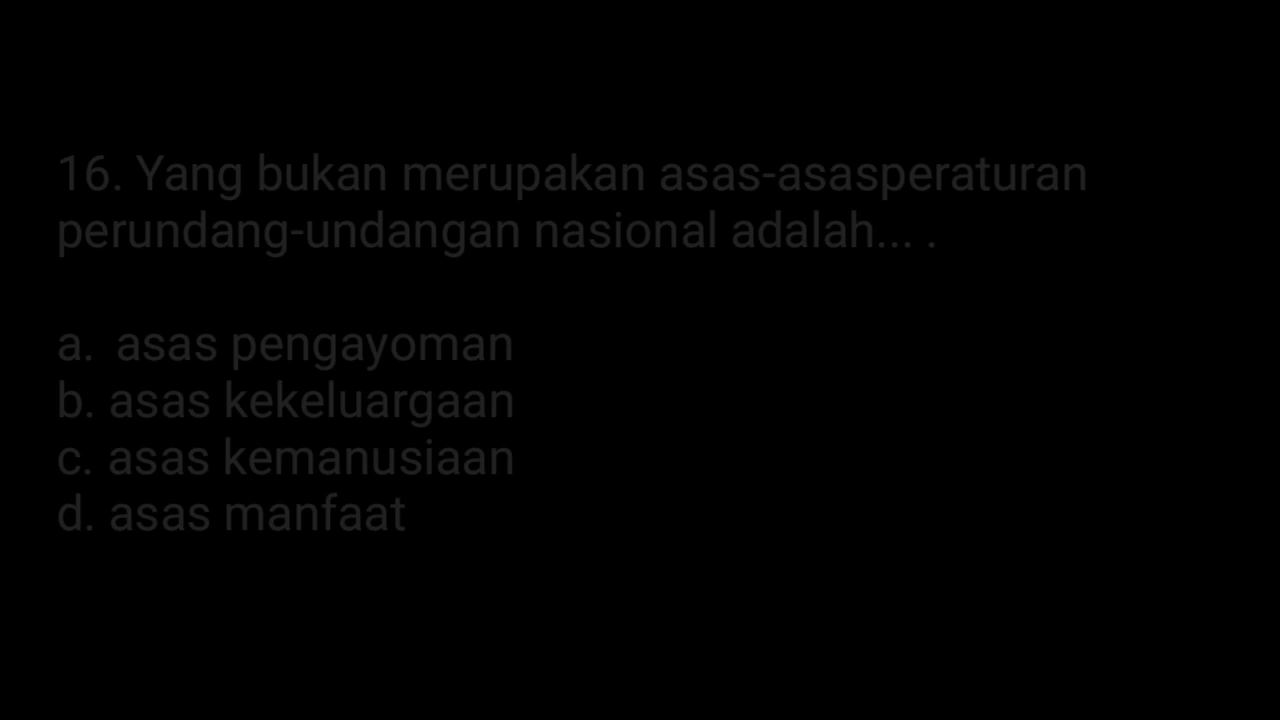 16. Yang bukan merupakan asas-asasperaturan
perundang-undangan nasional adalah... .
a. asas pengayoman
b. asas kekeluargaan
c. asas kemanusiaan
d. asas manfaat